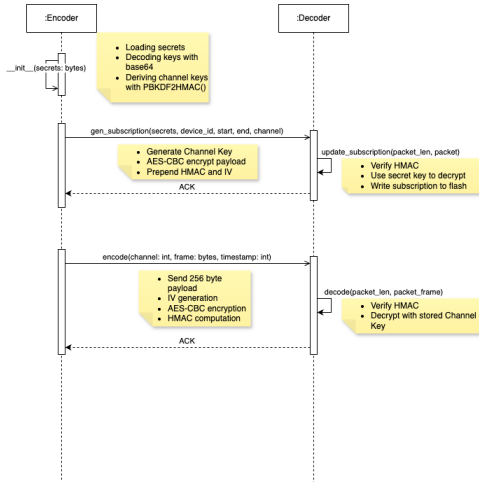 :Encoder
:Decoder
__init__(secrets: bytes)
• Loading secrets
• Decoding keys with
base64
• Deriving channel keys
with PBKDF2HMAC()
gen_subscription(secrets, device_id, start, end, channel)
• Generate Channel Key
• AES-CBC encrypt payload
• Prepend HMAC and IV
update_subscription(packet_len, packet)
• Verify HMAC
• Use secret key to decrypt
• Write subscription to flash
ACK
encode(channel: int, frame: bytes, timestamp: int)
• Send 256 byte
payload
• IV generation
• AES-CBC encryption
• HMAC computation
decode(packet_len, packet_frame)
• Verify HMAC
• Decrypt with stored Channel
Key
ACK